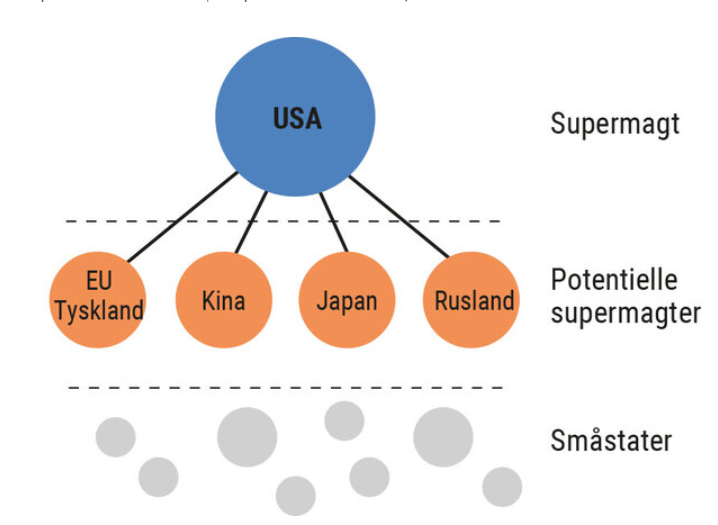 USA
Supermagt
EU
Tyskland
Kina
Japan
Rusland
Potentielle
supermagter
Småstater